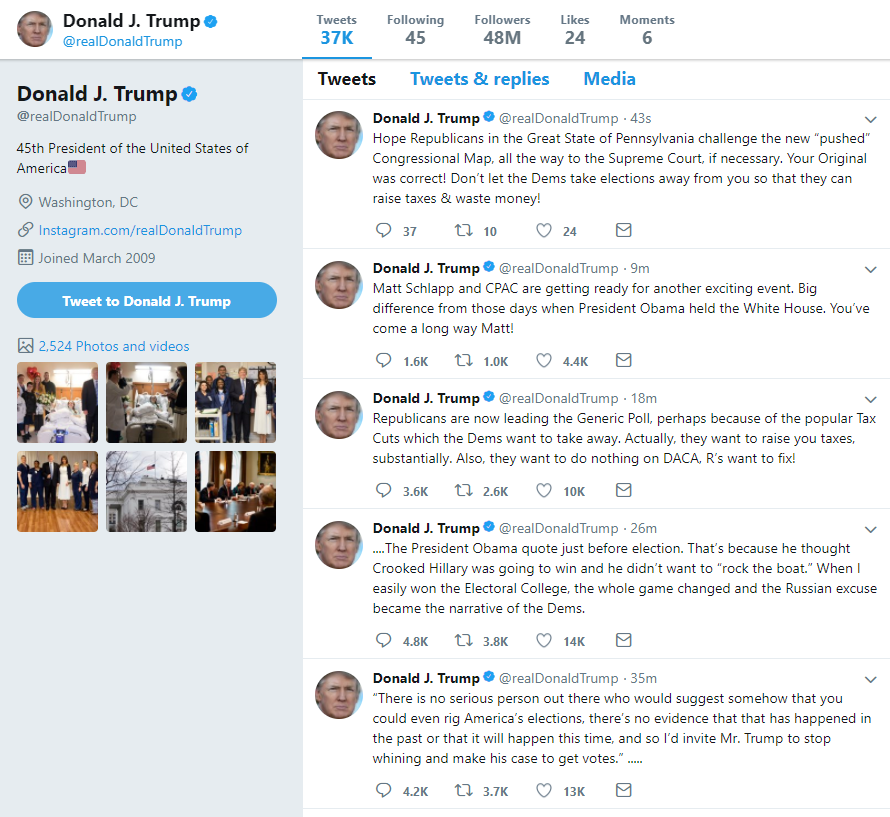 Donald J. Trump
@realDonaldTrump
Tweets Following Followers Likes Moments
37K 45 48M 24 6
Donald J. Trump
@realDonaldTrump
45th President of the United States of
America
Washington, DC
Instagram.com/realDonaldTrump
Joined March 2009
Tweet to Donald J. Trump
2,524 Photos and videos
Tweets Tweets & replies Media
Donald J. Trump @realDonaldTrump · 43s
Hope Republicans in the Great State of Pennsylvania challenge the new “pushed”
Congressional Map, all the way to the Supreme Court, if necessary. Your Original
was correct! Don’t let the Dems take elections away from you so that they can
raise taxes & waste money!
37 10 24
Donald J. Trump @realDonaldTrump · 9m
Matt Schlapp and CPAC are getting ready for another exciting event. Big
difference from those days when President Obama held the White House. You’ve
come a long way Matt!
1.6K 1.0K 4.4K
Donald J. Trump @realDonaldTrump · 18m
Republicans are now leading the Generic Poll, perhaps because of the popular Tax
Cuts which the Dems want to take away. Actually, they want to raise you taxes,
substantially. Also, they want to do nothing on DACA, R’s want to fix!
3.6K 2.6K 10K
Donald J. Trump @realDonaldTrump · 26m
....The President Obama quote just before election. That’s because he thought
Crooked Hillary was going to win and he didn’t want to “rock the boat.” When I
easily won the Electoral College, the whole game changed and the Russian excuse
became the narrative of the Dems.
4.8K 3.8K 14K
Donald J. Trump @realDonaldTrump · 35m
“There is no serious person out there who would suggest somehow that you
could even rig America’s elections, there’s no evidence that that has happened in
the past or that it will happen this time, and so I’d invite Mr. Trump to stop
whining and make his case to get votes.” .....
4.2K 3.7K 13K